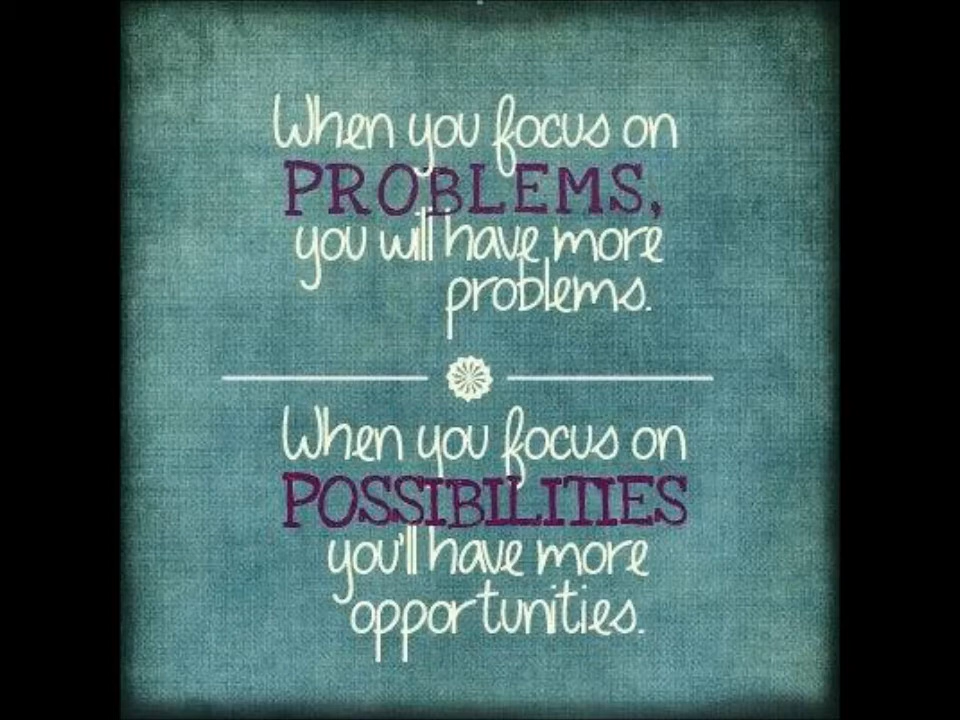 When you focus on
PROBLEMS,
you will have more
problems.
When you focus on
POSSIBILITIES
you'll have more
opportunities.